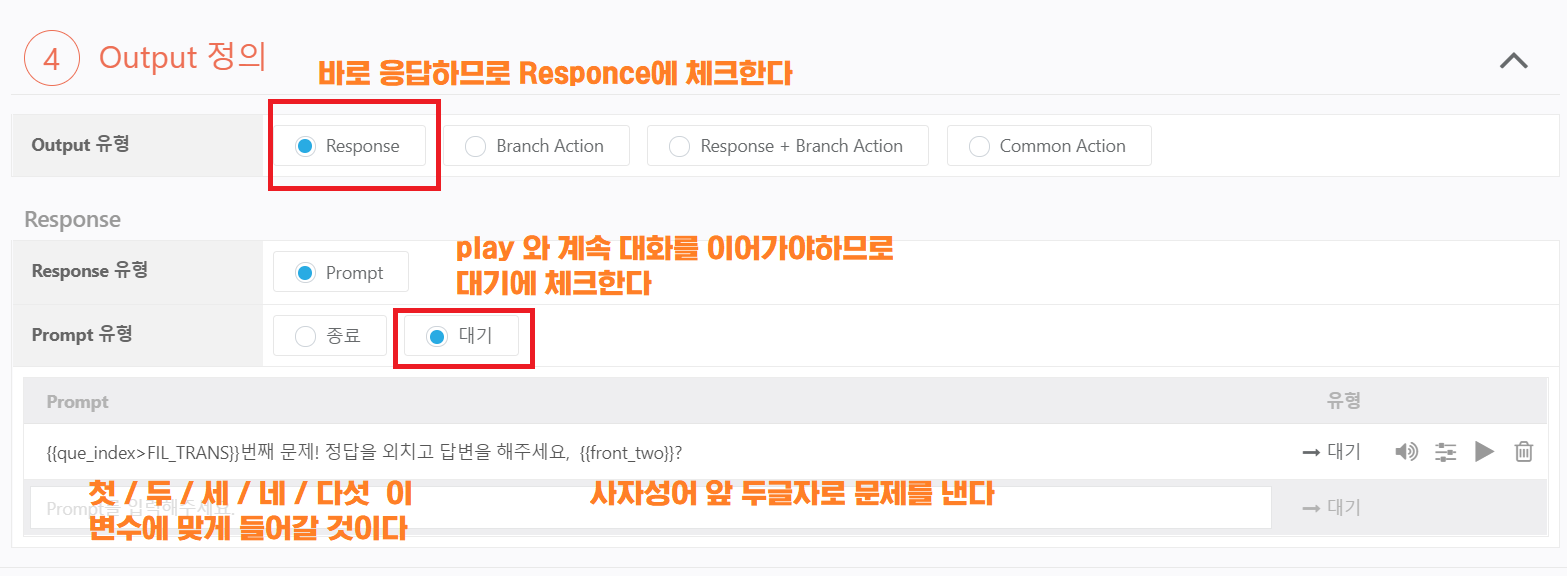 4 Output 정의
바로 응답하므로 Responce에 체크한다
Output 유형 Response Branch Action Response + Branch Action Common Action
Response
play 와 계속 대화를 이어가야하므로
대기에 체크한다
Response 유형 Prompt
Prompt 유형 종료 대기
Prompt 유형
{{que_index>FIL_TRANS}}번째 문제! 정답을 외치고 답변을 해주세요, {{front_two}}? → 대기
첫 / 두 / 세 / 네 / 다섯 이 사자성어 앞 두글자로 문제를 낸다
Prompt을 입력해주세요. → 대기
변수에 맞게 들어갈 것이다